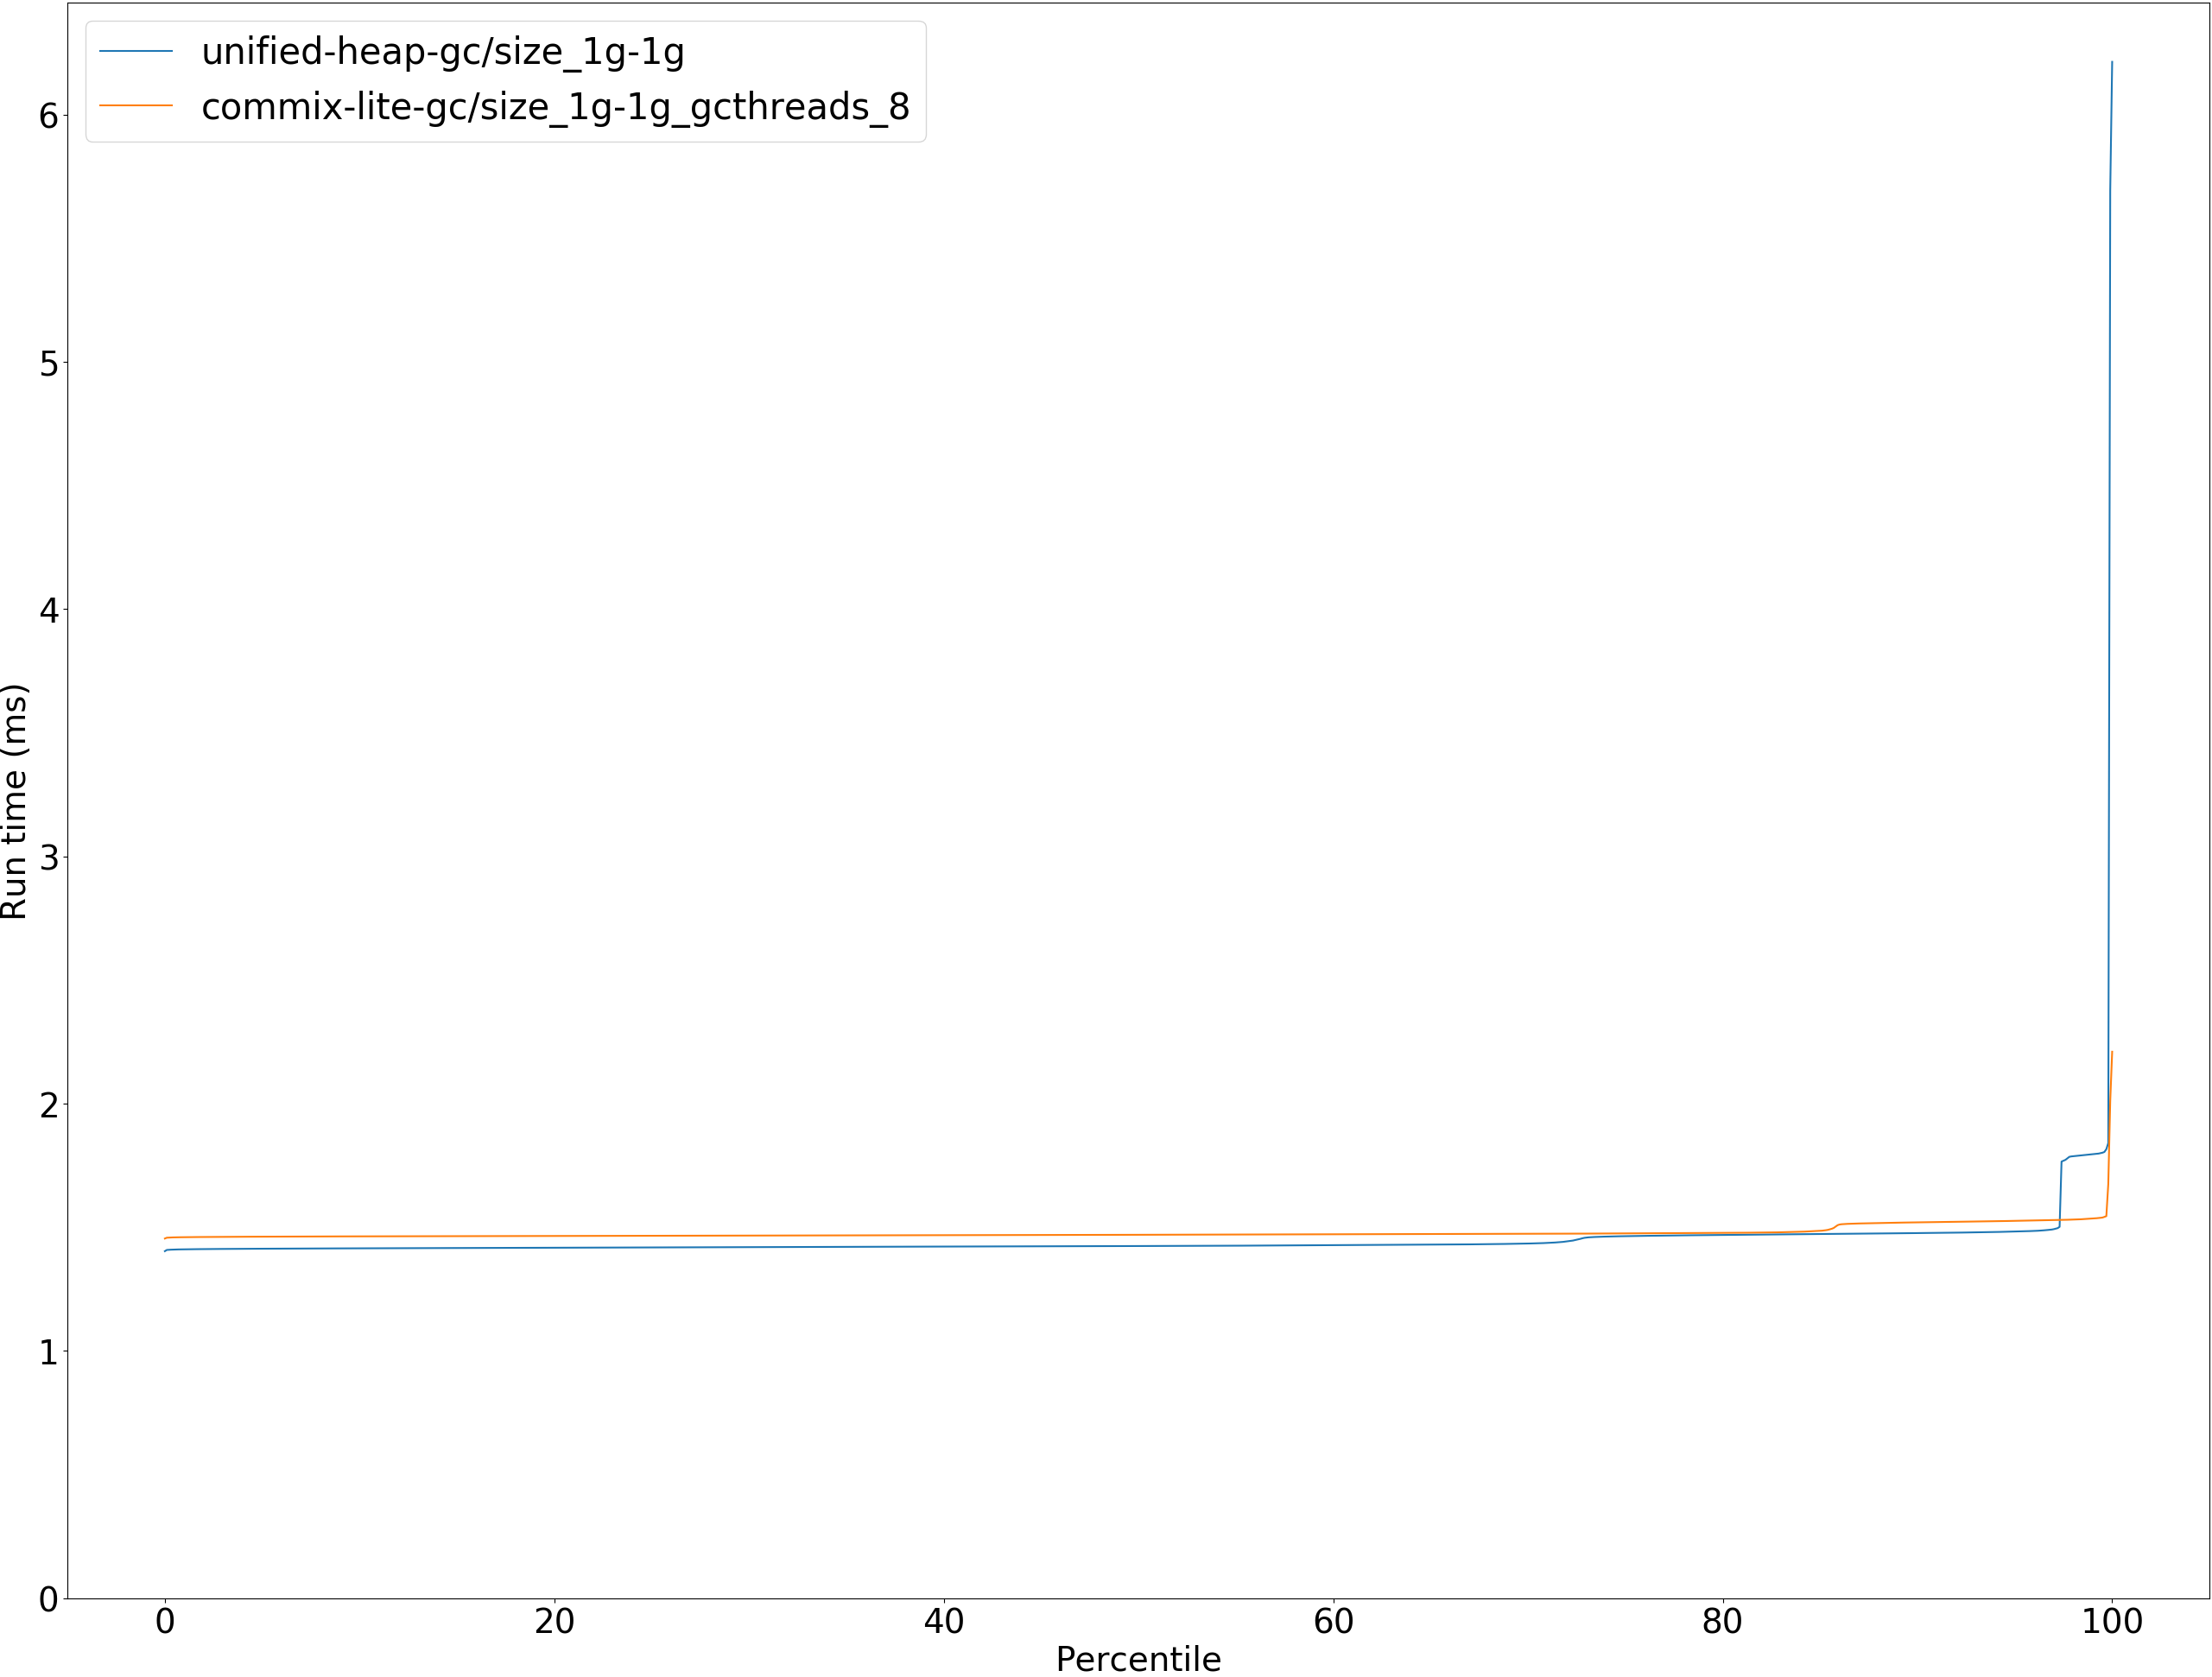 unified-heap-gc/size_1g-1g
commix-lite-gc/size_1g-1g_gcthreads_8
6
5
4
3
2
1
0
Run time (ms)
0 20 40 60 80 100
Percentile